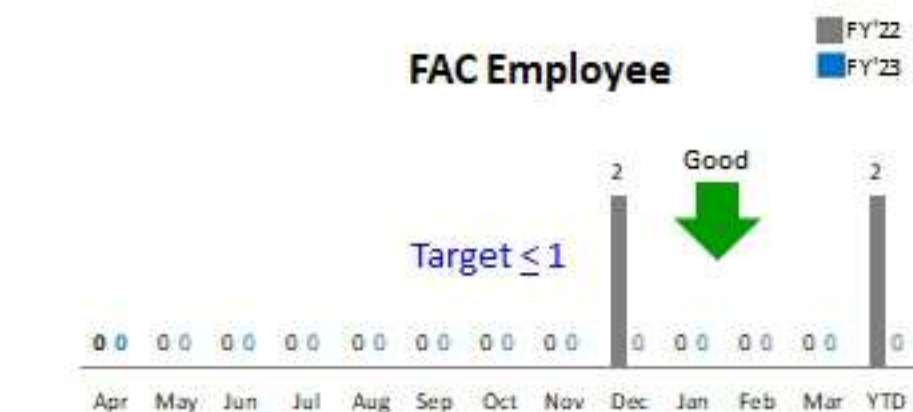 FY'22
FAC Employee
FY'23
2
Good
2
Target ≤ 1
0 0 0 0 0 0 0 0 0 0 0 0 0 0 0 0 0 0 0 0 0 0 0 0
Apr May Jun Jul Aug Sep Oct Nov Dec Jan Feb Mar YTD